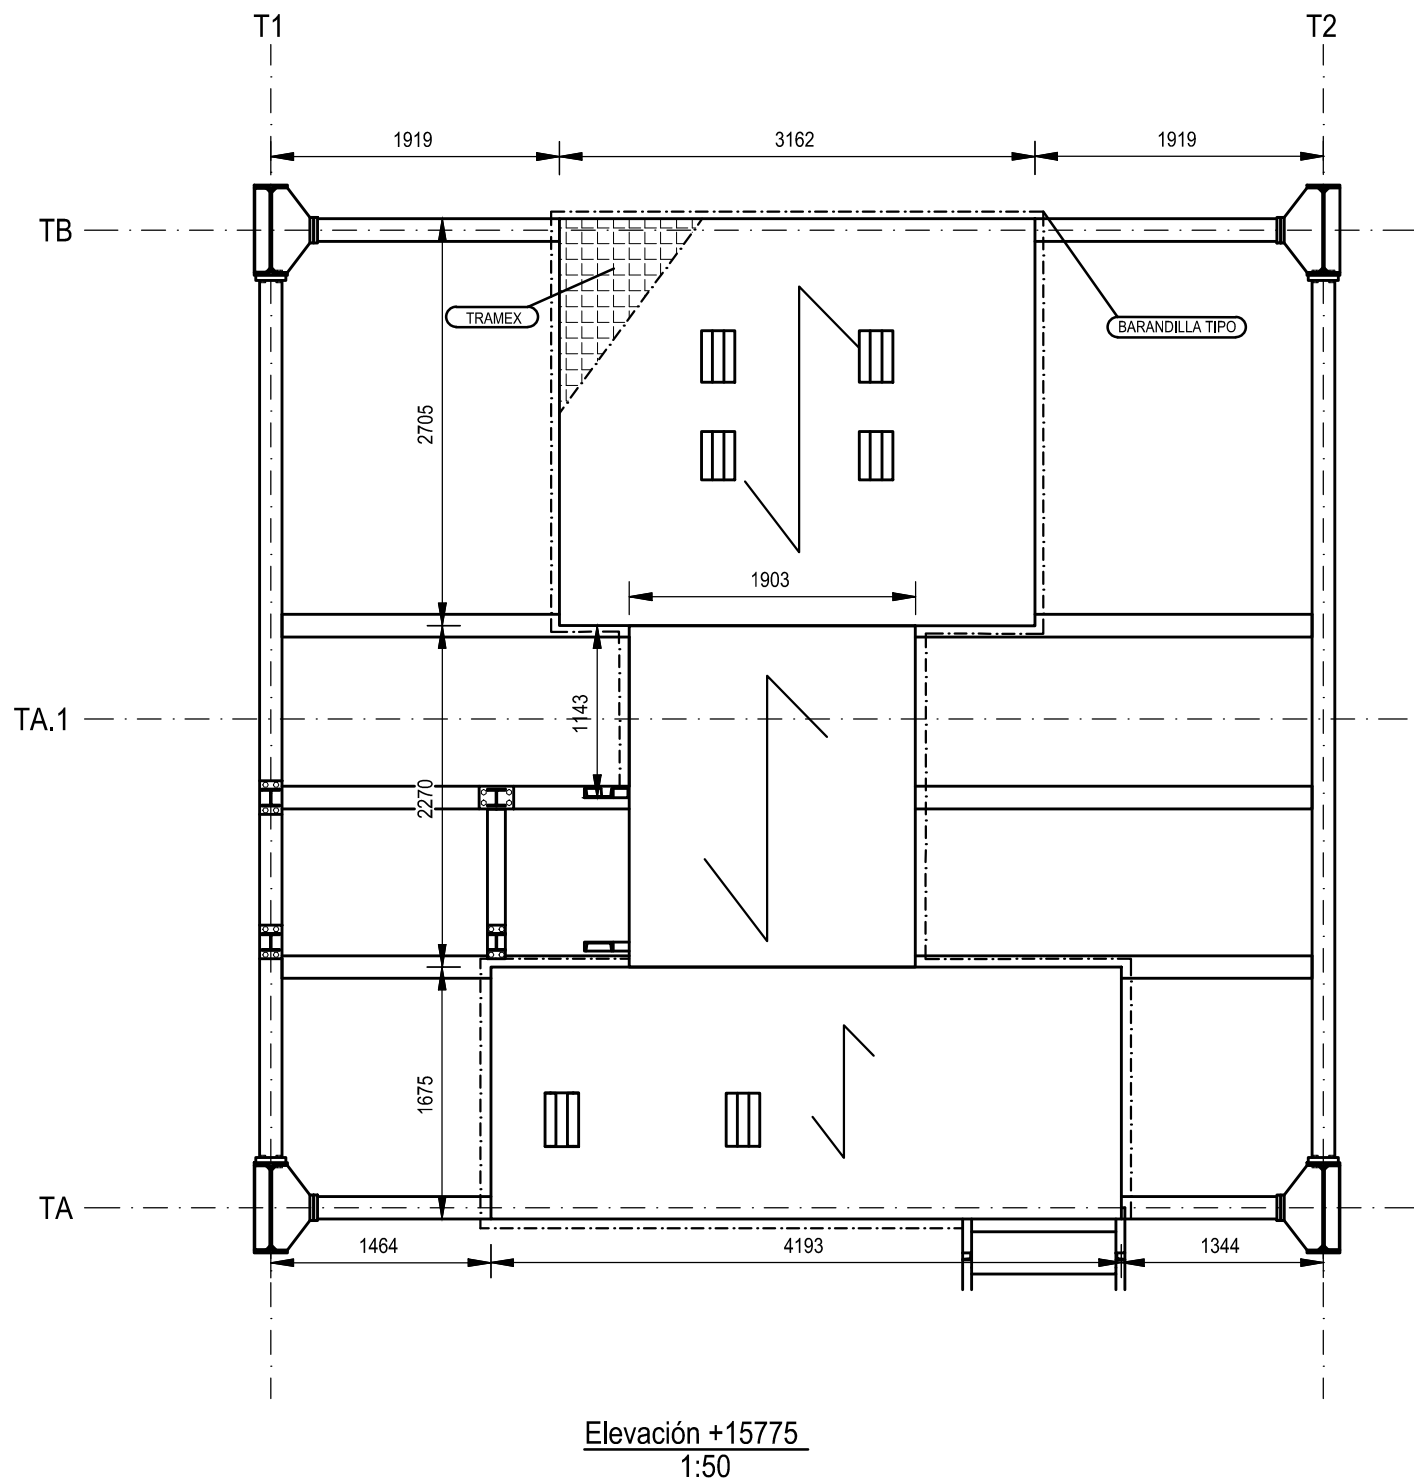 T1
T2
1919
3162
1919
TB
TRAMEX
BARANDILLA TIPO
2705
1903
1143
TA.1
2270
1675
TA
1464
4193
1344
Elevación +15775
1:50